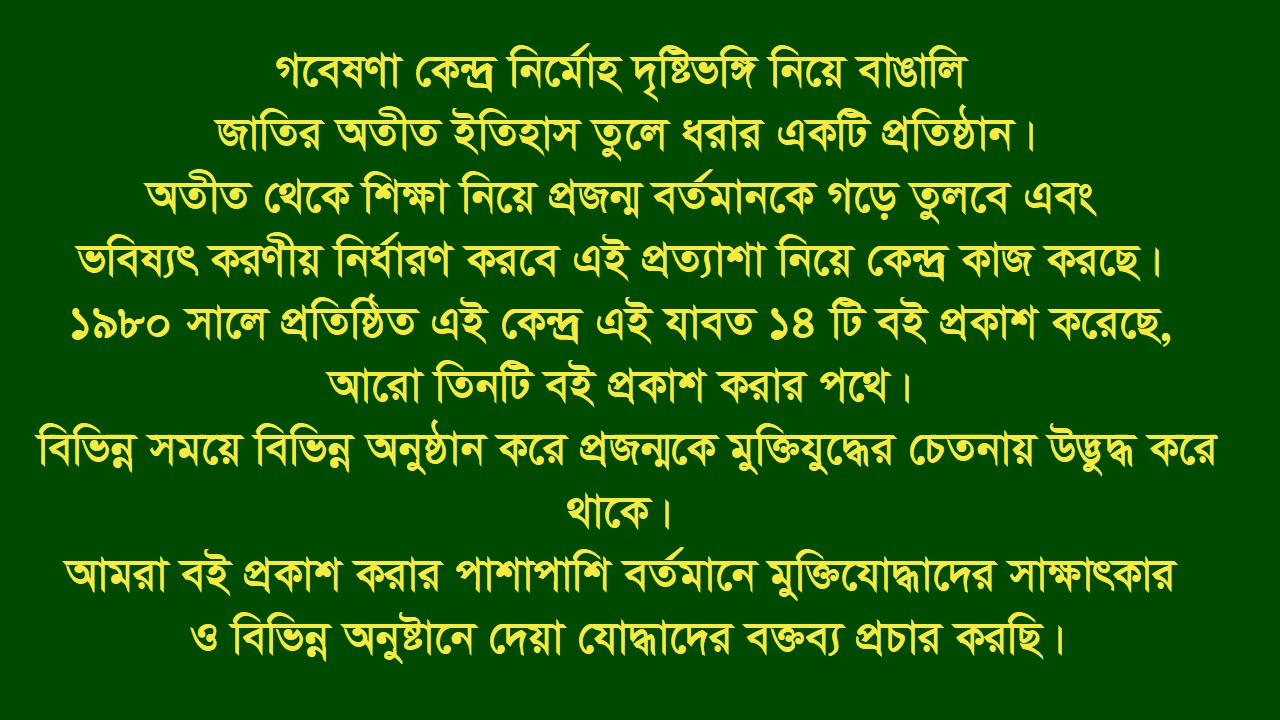 গবেষণা কেন্দ্র নির্মোহ দৃষ্টিভঙ্গি নিয়ে বাঙালি
জাতির অতীত ইতিহাস তুলে ধরার একটি প্রতিষ্ঠান।
অতীত থেকে শিক্ষা নিয়ে প্রজন্ম বর্তমানকে গড়ে তুলবে এবং
ভবিষ্যৎ করণীয় নির্ধারণ করবে এই প্রত্যাশা নিয়ে কেন্দ্র কাজ করছে।
১৯৮০ সালে প্রতিষ্ঠিত এই কেন্দ্র এই যাবত ১৪ টি বই প্রকাশ করেছে,
আরো তিনটি বই প্রকাশ করার পথে।
বিভিন্ন সময়ে বিভিন্ন অনুষ্ঠান করে প্রজন্মকে মুক্তিযুদ্ধের চেতনায় উদ্ভুদ্ধ করে
থাকে।
আমরা বই প্রকাশ করার পাশাপাশি বর্তমানে মুক্তিযোদ্ধাদের সাক্ষাৎকার
ও বিভিন্ন অনুষ্টানে দেয়া যোদ্ধাদের বক্তব্য প্রচার করছি।